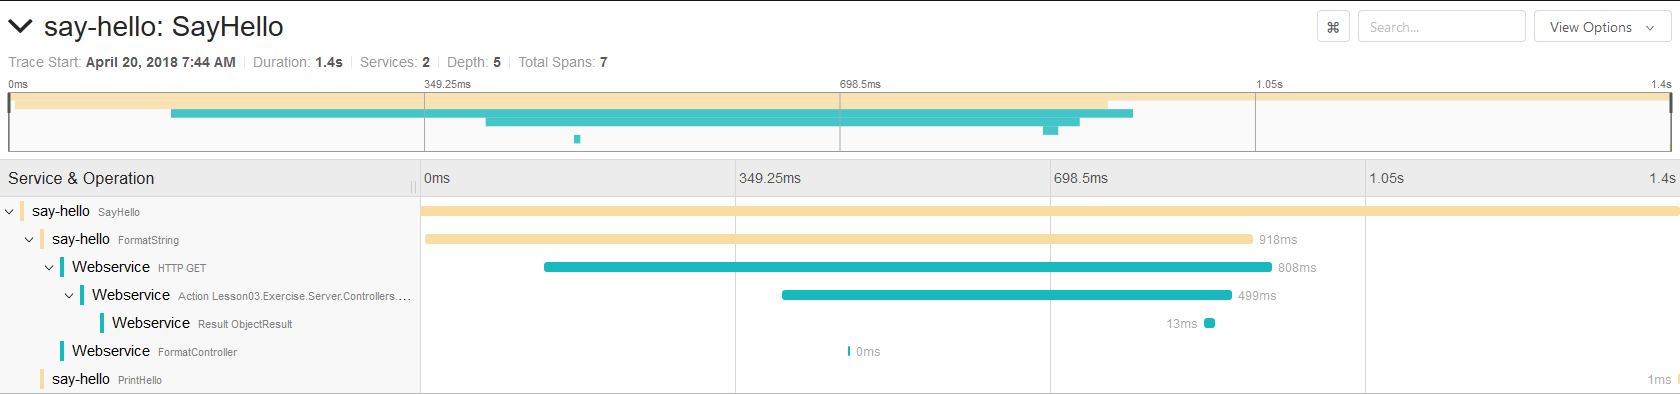 say-hello: SayHello
⌘ Search... View Options
Trace Start: April 20, 2018 7:44 AM Duration: 1.4s Services: 2 Depth: 5 Total Spans: 7
0ms 349.25ms 698.5ms 1.05s 1.4s
Service & Operation 0ms 349.25ms 698.5ms 1.05s 1.4s
say-hello SayHello
say-hello FormatString 918ms
Webservice HTTP GET 808ms
Webservice Action Lesson03.Exercise.Server.Controllers.... 499ms
Webservice Result ObjectResult 13ms
Webservice FormatController 0ms
say-hello PrintHello 1ms